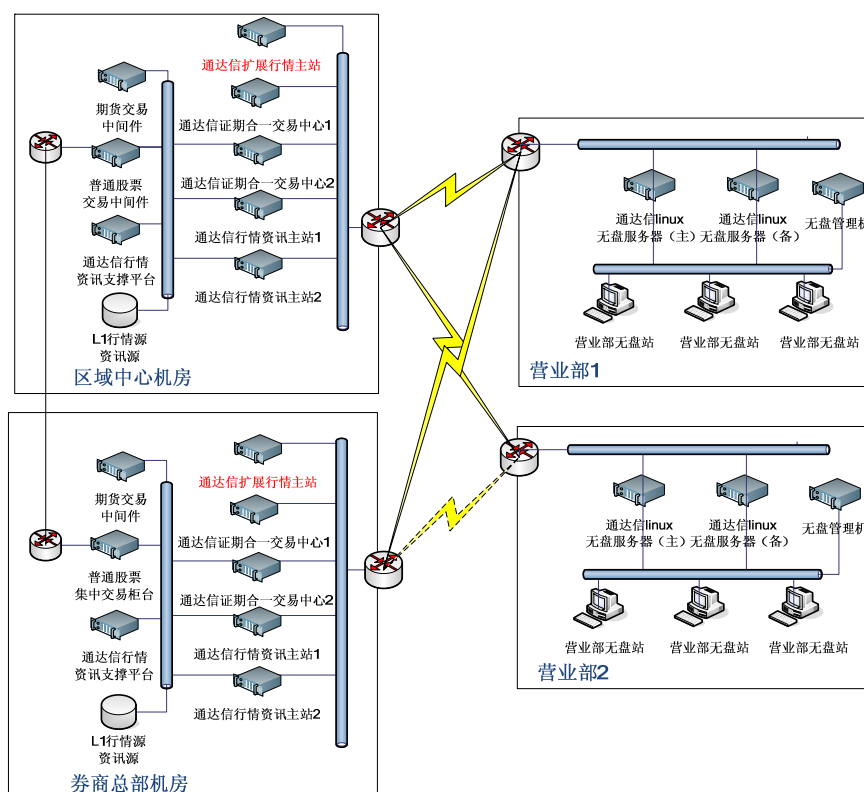 通达信扩展行情主站
期货交易
中间件
通达信证期合一交易中心1
普通股票
交易中间件
通达信证期合一交易中心2
通达信行情资讯主站1
通达信行情
资讯支撑平台
通达信行情资讯主站2
L1行情源
资讯源
区域中心机房
通达信linux
无盘服务器（主）
通达信linux
无盘服务器（备）
无盘管理机
营业部无盘站
营业部无盘站
营业部无盘站
营业部1
通达信扩展行情主站
期货交易
中间件
通达信证期合一交易中心1
普通股票
集中交易柜台
通达信证期合一交易中心2
通达信行情资讯主站1
通达信行情
资讯支撑平台
通达信行情资讯主站2
L1行情源
资讯源
券商总部机房
通达信linux
无盘服务器（主）
通达信linux
无盘服务器（备）
无盘管理机
营业部无盘站
营业部无盘站
营业部无盘站
营业部2